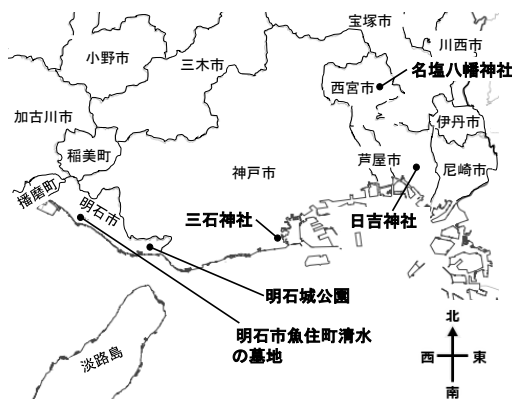 宝塚市
川西市
小野市
三木市
名塩八幡神社
西宮市
加古川市
伊丹市
稲美町
芦屋市
尼崎市
神戸市
播磨町
明石市
三石神社
日吉神社
明石城公園
明石市魚住町清水
の墓地
淡路島
北
西
東
南